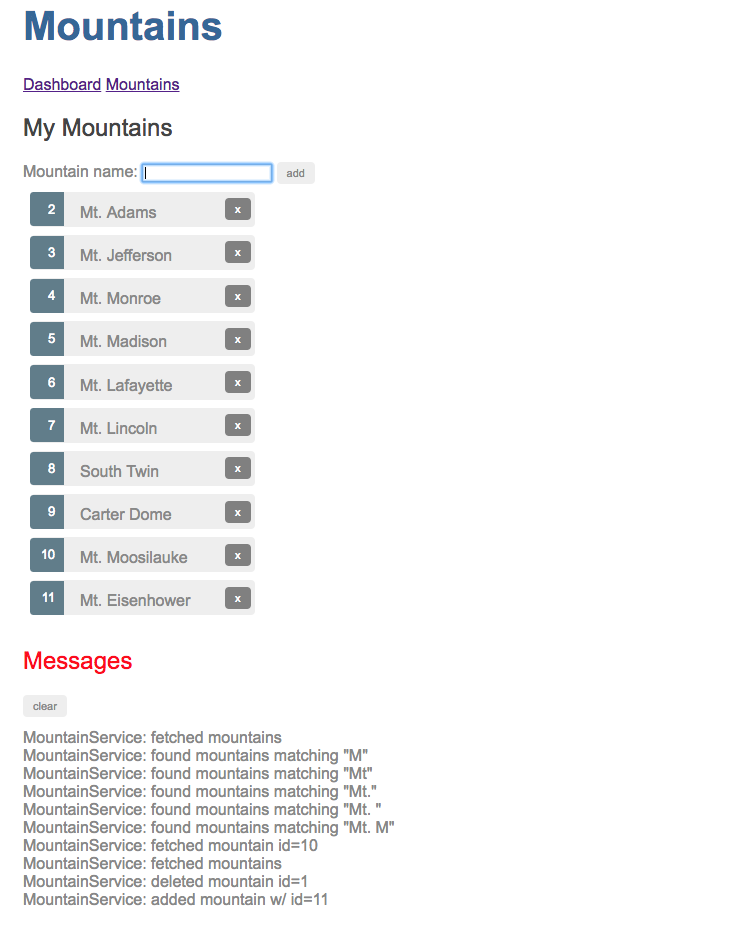 Mountains
Dashboard Mountains
My Mountains
Mountain name: add
2 Mt. Adams x
3 Mt. Jefferson x
4 Mt. Monroe x
5 Mt. Madison x
6 Mt. Lafayette x
7 Mt. Lincoln x
8 South Twin x
9 Carter Dome x
10 Mt. Moosilauke x
11 Mt. Eisenhower x
Messages
clear
MountainService: fetched mountains
MountainService: found mountains matching "M"
MountainService: found mountains matching "Mt"
MountainService: found mountains matching "Mt."
MountainService: found mountains matching "Mt. "
MountainService: found mountains matching "Mt. M"
MountainService: fetched mountain id=10
MountainService: fetched mountains
MountainService: deleted mountain id=1
MountainService: added mountain w/ id=11